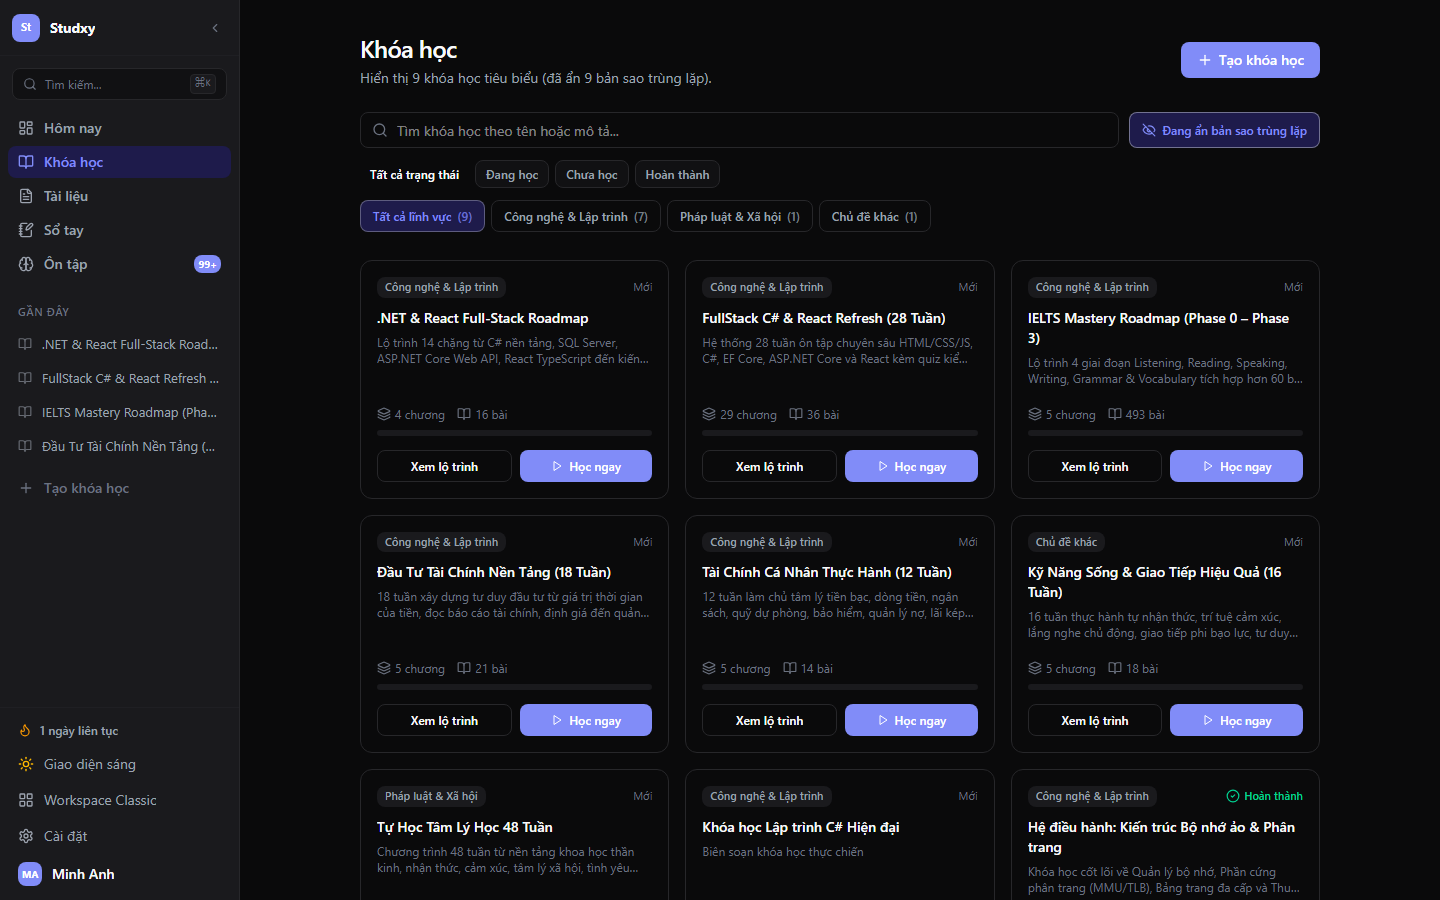 St Studxy
Tìm kiếm... ⌘K
Hôm nay
Khóa học
Tài liệu
Sổ tay
Ôn tập 99+
GẦN ĐÂY
.NET & React Full-Stack Road...
FullStack C# & React Refresh ...
IELTS Mastery Roadmap (Pha...
Đầu Tư Tài Chính Nền Tảng (...
Tạo khóa học
1 ngày liên tục
Giao diện sáng
Workspace Classic
Cài đặt
MA Minh Anh
Khóa học
Hiển thị 9 khóa học tiêu biểu (đã ẩn 9 bản sao trùng lặp).
Tạo khóa học
Tìm khóa học theo tên hoặc mô tả...
Đang ẩn bản sao trùng lặp
Tất cả trạng thái Đang học Chưa học Hoàn thành
Tất cả lĩnh vực (9) Công nghệ & Lập trình (7) Pháp luật & Xã hội (1) Chủ đề khác (1)
Công nghệ & Lập trình Mới
.NET & React Full-Stack Roadmap
Lộ trình 14 chặng từ C# nền tảng, SQL Server,
ASP.NET Core Web API, React TypeScript đến kiến...
4 chương 16 bài
Xem lộ trình Học ngay
Công nghệ & Lập trình Mới
FullStack C# & React Refresh (28 Tuần)
Hệ thống 28 tuần ôn tập chuyên sâu HTML/CSS/JS,
C#, EF Core, ASP.NET Core và React kèm quiz kiể...
29 chương 36 bài
Xem lộ trình Học ngay
Công nghệ & Lập trình Mới
IELTS Mastery Roadmap (Phase 0 – Phase
3)
Lộ trình 4 giai đoạn Listening, Reading, Speaking,
Writing, Grammar & Vocabulary tích hợp hơn 60 b...
5 chương 493 bài
Xem lộ trình Học ngay
Công nghệ & Lập trình Mới
Đầu Tư Tài Chính Nền Tảng (18 Tuần)
18 tuần xây dựng tư duy đầu tư từ giá trị thời gian
của tiền, đọc báo cáo tài chính, định giá đến quản...
5 chương 21 bài
Xem lộ trình Học ngay
Công nghệ & Lập trình Mới
Tài Chính Cá Nhân Thực Hành (12 Tuần)
12 tuần làm chủ tâm lý tiền bạc, dòng tiền, ngân
sách, quỹ dự phòng, bảo hiểm, quản lý nợ, lãi kép...
5 chương 14 bài
Xem lộ trình Học ngay
Chủ đề khác Mới
Kỹ Năng Sống & Giao Tiếp Hiệu Quả (16
Tuần)
16 tuần thực hành tự nhận thức, trí tuệ cảm xúc,
lắng nghe chủ động, giao tiếp phi bạo lực, tư duy...
5 chương 18 bài
Xem lộ trình Học ngay
Pháp luật & Xã hội Mới
Tự Học Tâm Lý Học 48 Tuần
Chương trình 48 tuần từ nền tảng khoa học thần
kinh, nhận thức, cảm xúc, tâm lý xã hội, tình yêu...
Công nghệ & Lập trình Mới
Khóa học Lập trình C# Hiện đại
Biên soạn khóa học thực chiến
Công nghệ & Lập trình Hoàn thành
Hệ điều hành: Kiến trúc Bộ nhớ ảo & Phân
trang
Khóa học cốt lõi về Quản lý bộ nhớ, Phần cứng
phân trang (MMU/TLB), Bảng trang đa cấp và Thu...